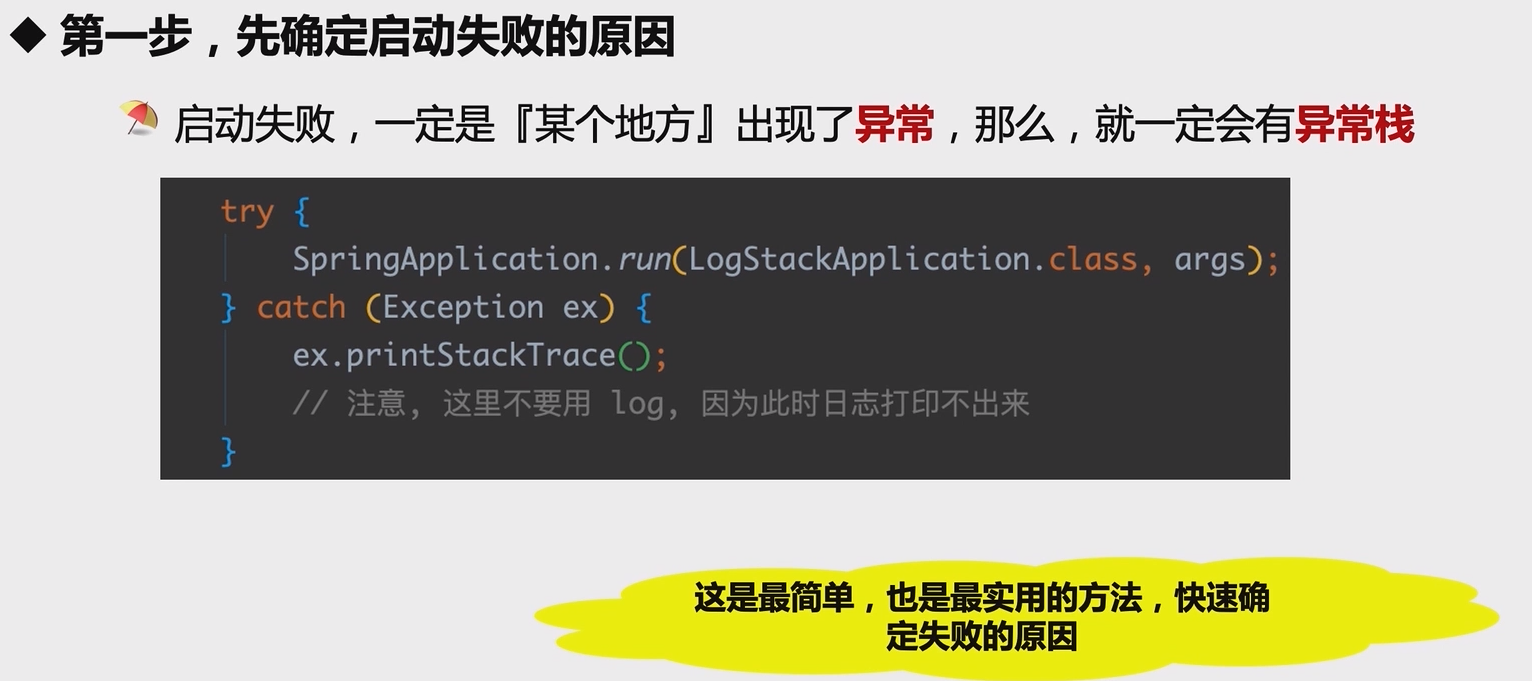 ◆ 第一步，先确定启动失败的原因
启动失败，一定是『某个地方』出现了异常，那么，就一定会有异常栈
try {
    SpringApplication.run(LogStackApplication.class, args);
} catch (Exception ex) {
    ex.printStackTrace();
    // 注意, 这里不要用 log, 因为此时日志打印不出来
}
这是最简单，也是最实用的方法，快速确
定失败的原因